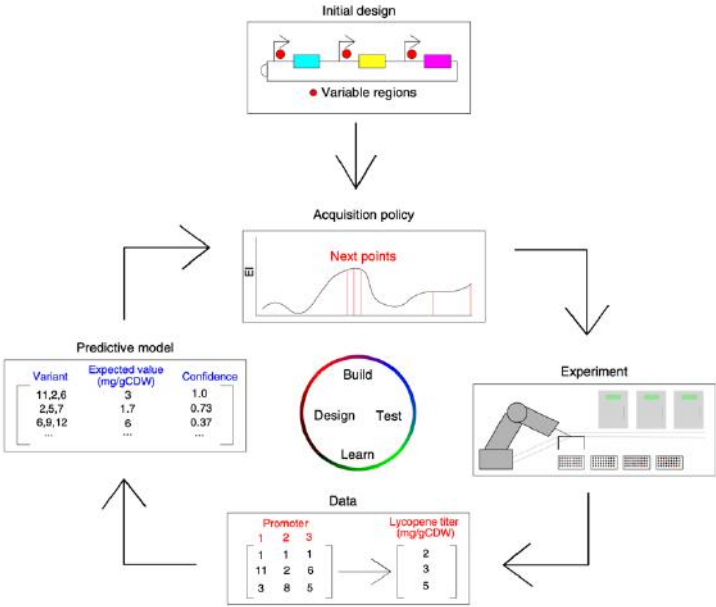 Initial design
Variable regions
Acquisition policy
Next points
EI
Predictive model
Variant Expected value (mg/gCDW) Confidence
11,2,6 3 1.0
2,5,7 1.7 0.73
6,9,12 6 0.37
... ... ...
Build
Design Test
Learn
Experiment
Data
Promoter
1 2 3
1 1 1
11 2 6
3 8 5
Lycopene titer
(mg/gCDW)
2
3
5